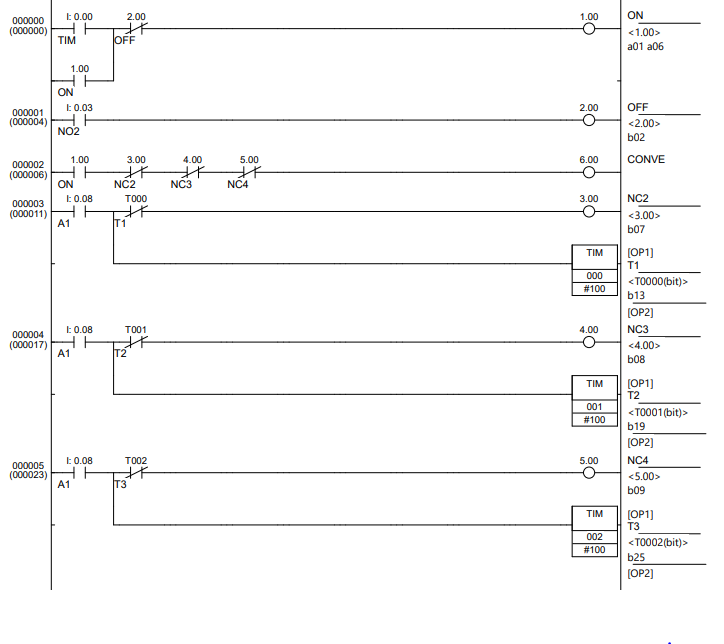 I: 0.00 2.00 1.00 ON
000000
(000000)
TIM OFF <1.00>
a01 a06
1.00
ON
000001 I: 0.03 2.00 OFF
(000004)
NO2 <2.00>
b02
000002 1.00 3.00 4.00 5.00 6.00 CONVE
(000006)
ON NC2 NC3 NC4
000003 I: 0.08 T000 3.00 NC2
(000011)
A1 T1 <3.00>
b07
TIM [OP1]
T1
000 <T0000(bit)>
#100 b13
[OP2]
000004 I: 0.08 T001 4.00 NC3
(000017)
A1 T2 <4.00>
b08
TIM [OP1]
T2
001 <T0001(bit)>
#100 b19
[OP2]
000005 I: 0.08 T002 5.00 NC4
(000023)
A1 T3 <5.00>
b09
TIM [OP1]
T3
002 <T0002(bit)>
#100 b25
[OP2]